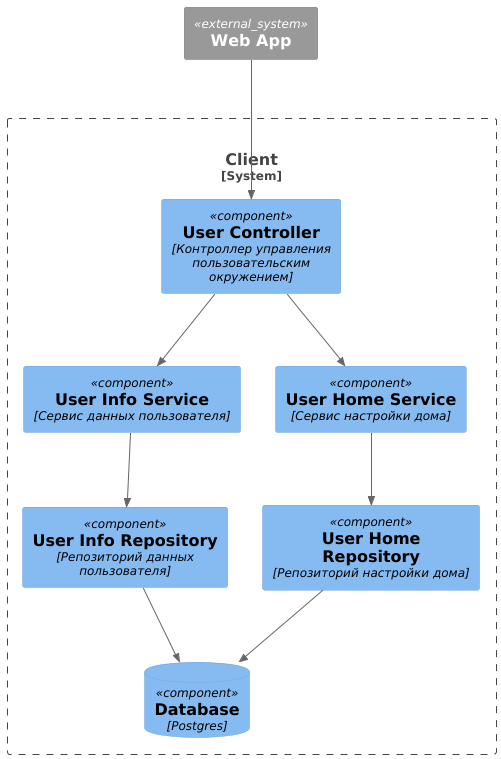 «external_system»
Web App
Client
[System]
«component»
User Controller
[Контроллер управления
пользовательским
окружением]
«component»
User Info Service
[Сервис данных пользователя]
«component»
User Home Service
[Сервис настройки дома]
«component»
User Info Repository
[Репозиторий данных
пользователя]
«component»
User Home
Repository
[Репозиторий настройки дома]
«component»
Database
[Postgres]